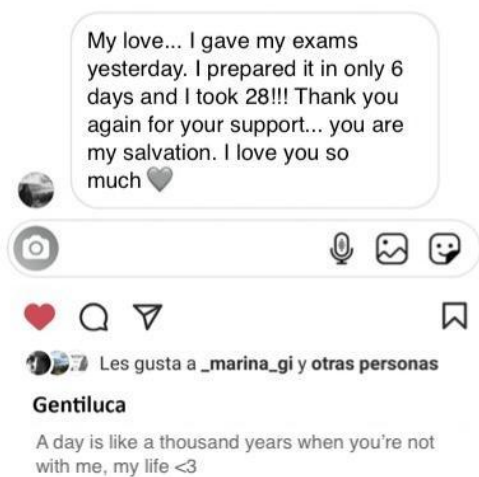 My love... I gave my exams
yesterday. I prepared it in only 6
days and I took 28!!! Thank you
again for your support... you are
my salvation. I love you so
much 🩶
Les gusta a _marina_gi y otras personas
Gentiluca
A day is like a thousand years when you're not
with me, my life <3